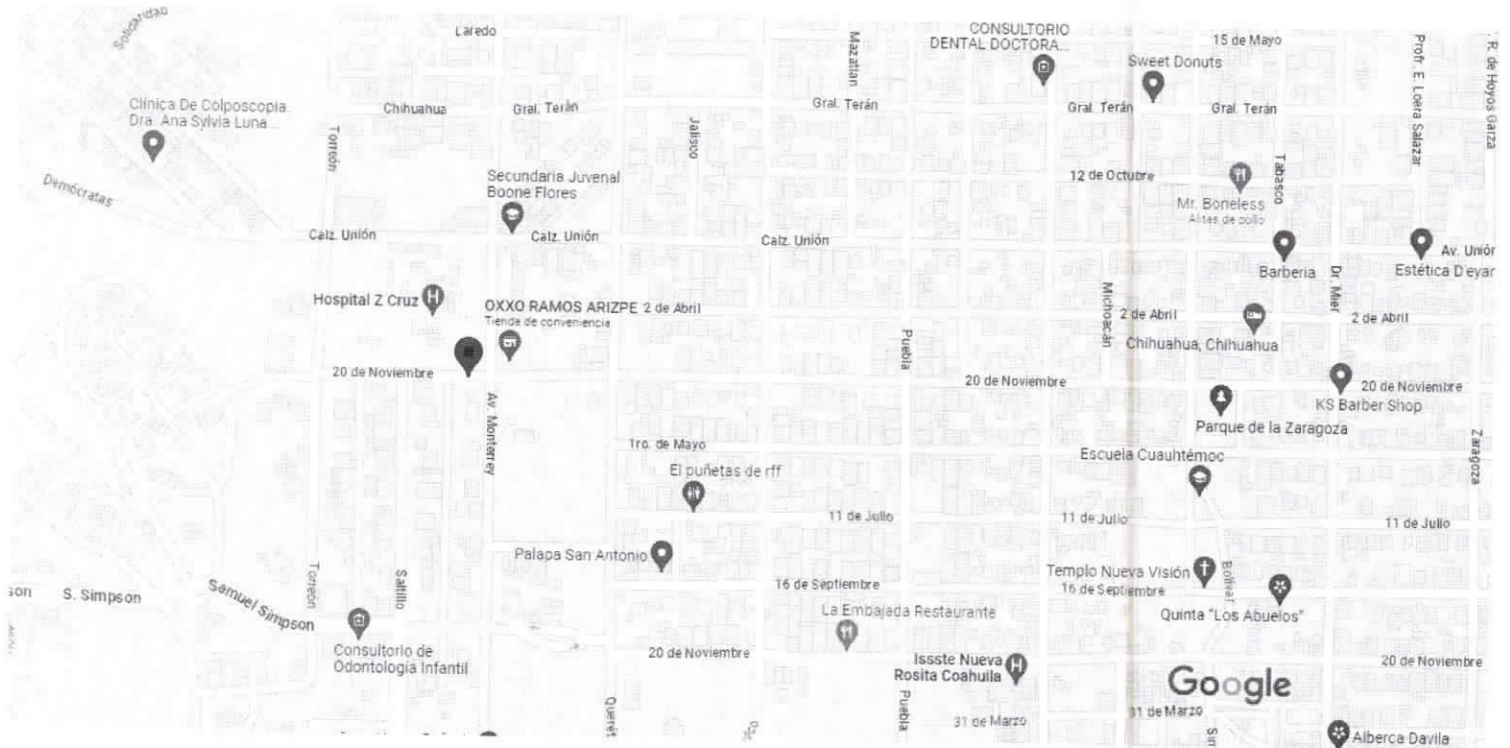 Solidaridad
Laredo
Mazatlan
CONSULTORIO
DENTAL DOCTORA...
15 de Mayo
Profr. E. Loera Salazar
R. de Hoyos Garza
Sweet Donuts
Clínica De Colposcopia.
Dra. Ana Sylvia Luna...
Chihuahua
Gral. Terán
Gral. Terán
Gral. Terán
Gral. Terán
Torreón
Jalisco
Demócratas
Secundaria Juvenal
Boone Flores
12 de Octubre
Tabasco
Mr. Boneless
Alitas de pollo
Calz. Unión
Calz. Unión
Calz. Unión
Barberia
Av. Unión
Estética D'eyar
Hospital Z Cruz
OXXO RAMOS ARIZPE
Tienda de conveniencia
2 de Abril
Michoacán
2 de Abril
Dr. Mier
2 de Abril
Chihuahua, Chihuahua
Puebla
20 de Noviembre
20 de Noviembre
20 de Noviembre
KS Barber Shop
Av. Monterrey
Parque de la Zaragoza
Zaragoza
1ro. de Mayo
El puñetas de rff
Escuela Cuauhtémoc
11 de Julio
11 de Julio
11 de Julio
Palapa San Antonio
Torreón
Saltillo
16 de Septiembre
Templo Nueva Visión
16 de Septiembre
Bolívar
Quinta "Los Abuelos"
son
S. Simpson
Samuel Simpson
Consultorio de
Odontología Infantil
La Embajada Restaurante
20 de Noviembre
Issste Nueva
Rosita Coahuila
20 de Noviembre
Google
Querét
Puebla
31 de Marzo
31 de Marzo
Sim
Alberca Davila